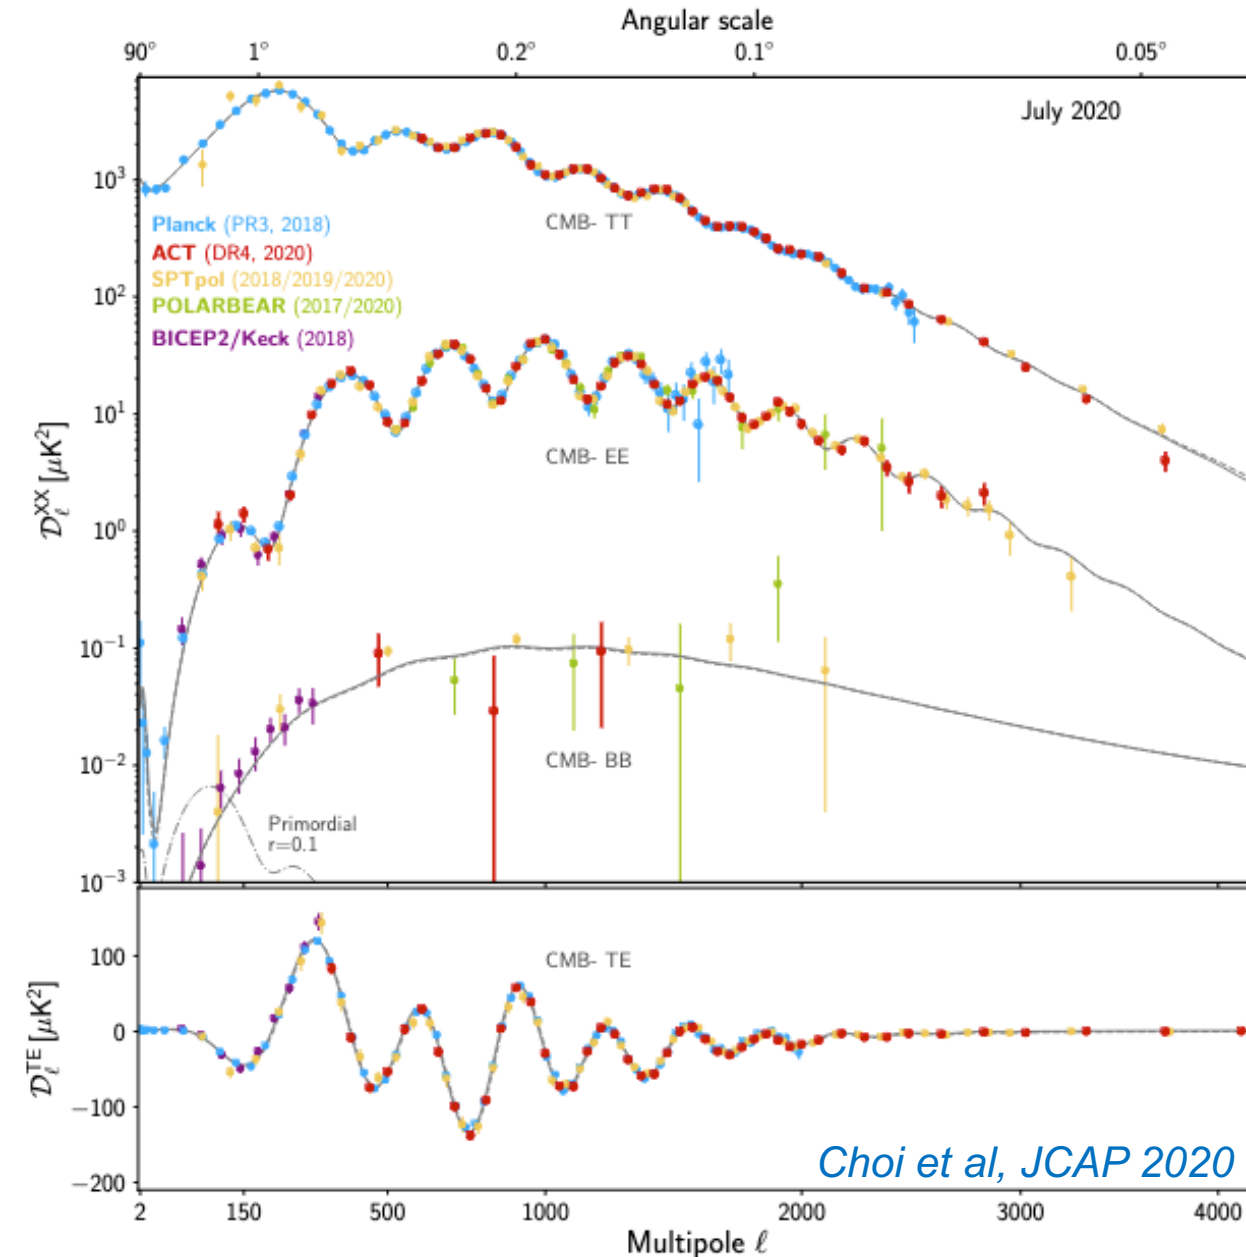 Angular scale
90° 1° 0.2° 0.1° 0.05°
July 2020
10³
Planck (PR3, 2018)
ACT (DR4, 2020)
SPTpol (2018/2019/2020)
POLARBEAR (2017/2020)
BICEP2/Keck (2018)
CMB- TT
10²
10¹
CMB- EE
𝒟ℓ^XX [μK²]
10⁰
10⁻¹
CMB- BB
10⁻²
Primordial
r=0.1
10⁻³
CMB- TE
100
0
𝒟ℓ^TE [μK²]
−100
−200
Choi et al, JCAP 2020
2 150 500 1000 2000 3000 4000
Multipole ℓ